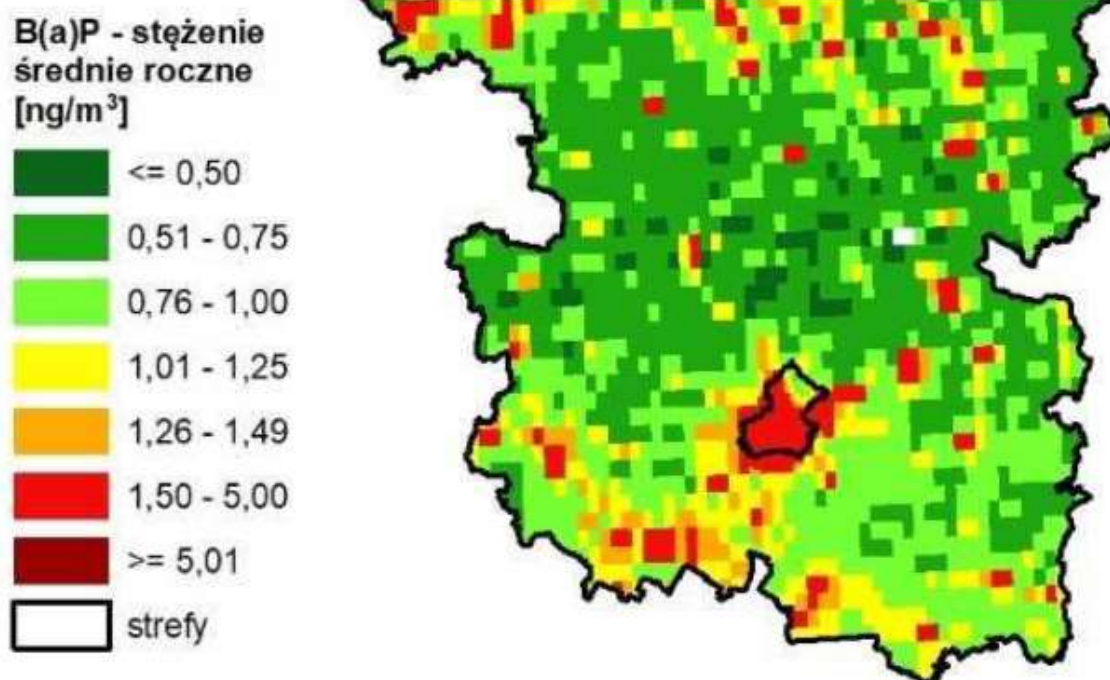 B(a)P - stężenie
średnie roczne
[ng/m³]
<= 0,50
0,51 - 0,75
0,76 - 1,00
1,01 - 1,25
1,26 - 1,49
1,50 - 5,00
>= 5,01
strefy